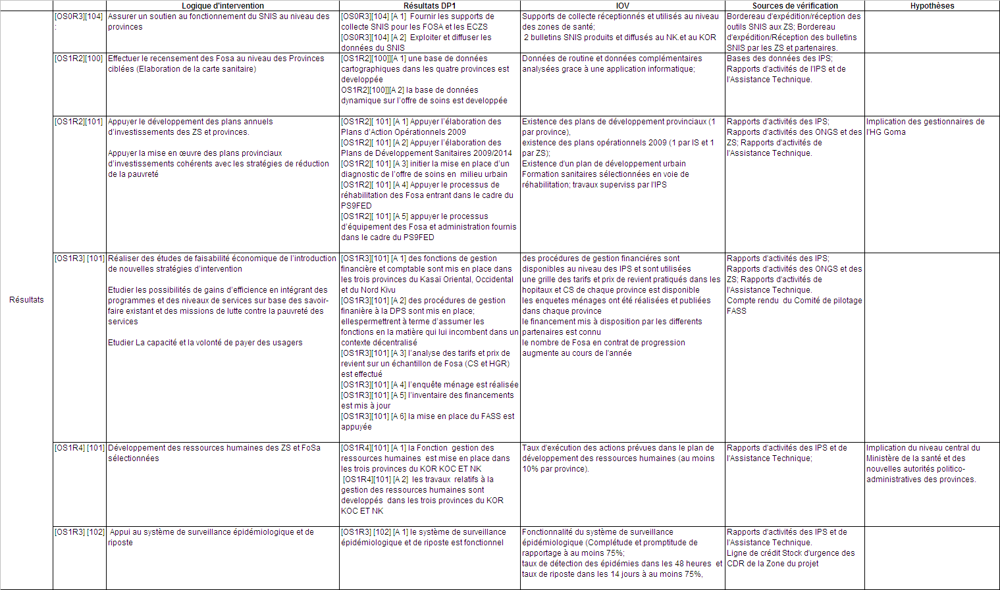 Logique d'intervention
Résultats DP1
IOV
Sources de vérification
Hypothèses
Résultats
[OS0R3][104]
:
Assurer un soutien au fonctionnement du SNIS au niveau des
provinces
[OS0R3][104] [A 1]  Fournir les supports de
collecte SNIS pour les FOSA et les ECZS
[OS0R3][104] [A 2]  Exploiter et diffuser les
données du SNIS
Supports de collecte réceptionnés et utilisés au niveau
des zones de santé;
2 bulletins SNIS produits et diffusés au NK.et au KOR
Bordereau d'expédition/réception des
outils SNIS aux ZS; Bordereau
d'expédition/Réception des bulletins
SNIS par les ZS et partenaires.
[OS1R2][100]
Effectuer le recensement des Fosa au niveau des Provinces
ciblées (Elaboration de la carte sanitaire)
[OS1R2][100]][A 1] une base de données
cartographiques dans les quatre provinces est
developpée
OS1R2][100]][A 2] la base de données
dynamique sur l'offre de soins est developpée
Données de routine et données complémentaires
analysées grace à une application informatique;
Bases des données des IPS;
Rapports d'activités de l'IPS et de
l'Assistance Technique.
[OS1R2][101]
Appuyer le développement des plans annuels
d'investissements des ZS et provinces.
Appuyer la mise en œuvre des plans provinciaux
d'investissements cohérents avec les stratégies de réduction
de la pauvreté
[OS1R2][ 101] [A 1] Appuyer l'élaboration des
Plans d'Action Opérationnels 2009
[OS1R2][ 101] [A 2] Appuyer l'élaboration des
Plans de Développement Sanitaires 2009/2014
[OS1R2][ 101] [A 3] initier la mise en place d'un
diagnostic de l'offre de soins en  milieu urbain
[OS1R2][ 101] [A 4] Appuyer le processus de
réhabilitation des Fosa entrant dans le cadre du
PS9FED
[OS1R2][ 101] [A 5] appuyer le processus
d'équipement des Fosa et administration fournis
dans le cadre du PS9FED
Existence des plans de développement provinciaux (1
par province),
existence des plans opérationnels 2009 (1 par IS et 1
par ZS);
Existence d'un plan de développement urbain
Formation sanitaires sélectionnées en voie de
réhabilitation; travaux superviss par l'IPS
Rapports d'activités des IPS;
Rapports d'activités des ONGS et des
ZS; Rapports d'activités de
l'Assistance Technique.
Implication des gestionnaires de
l'HG Goma
[OS1R3] [101]
Réaliser des études de faisabilité économique de l'introduction
de nouvelles stratégies d'intervention
Etudier les possibilités de gains d'efficience en intégrant des
programmes et des niveaux de services sur base des savoir-
faire existant et des missions de lutte contre la pauvreté des
services
Etudier La capacité et la volonté de payer des usagers
[OS1R3][101] [A 1] des fonctions de gestion
financière et comptable sont mis en place dans
les trois provinces du Kasaï Oriental, Occidental
et du Nord Kivu
[OS1R3][101] [A 2] des procédures de gestion
finanière à la DPS sont mis en place;
ellespermettront à terme d'assumer les
fonctions en la matière qui lui incombent dans un
contexte décentralisé
[OS1R3][101] [A 3] l'analyse des tarifs et prix de
revient sur un échantillon de Fosa (CS et HGR)
est effectué
[OS1R3][101] [A 4] l'enquête ménage est réalisée
[OS1R3][101] [A 5] l'inventaire des financements
est mis à jour
[OS1R3][101] [A 6] la mise en place du FASS est
appuyée
des procédures de gestion financiére sont
disponibles au niveau des IPS et sont utilisées
une grille des tarifs et prix de revient pratiqués dans les
hopitaux et CS de chaque province est disponible
les enquetes ménages ont été réalisées et publiées
dans chaque province
le financement mis à disposition par les differents
partenaires est connu
le nombre de Fosa en contrat de progression
augmente au cours de l'année
Rapports d'activités des IPS;
Rapports d'activités des ONGS et des
ZS; Rapports d'activités de
l'Assistance Technique.
Compte rendu  du Comité de pilotage
FASS
[OS1R4] [101]
Développement des ressources humaines des ZS et FoSa
sélectionnées
[OS1R4][101] [A 1] la Fonction  gestion des
ressources humaines  est mise en place dans
les trois provinces du KOR KOC ET NK
[OS1R4][101] [A 2]  les travaux  relatifs à la
gestion des ressources humaines sont
developpés  dans les trois provinces du KOR
KOC ET NK
Taux d'exécution des actions prévues dans le plan de
développement des ressources humaines (au moins
10% par province).
Rapports d'activités des IPS et de
l'Assistance Technique;
Implication du niveau central du
Ministère de la santé et des
nouvelles autorités politico-
administratives des provinces.
[OS1R3] [102]
Appui au système de surveillance épidémiologique et de
riposte
[OS1R3] [102] [A 1] le système de surveillance
épidémiologique et de riposte est fonctionnel
Fonctionnalité du système de surveillance
épidémiologique (Complétude et promptitude de
rapportage à au moins 75%;
taux de détection des épidémies dans les 48 heures  et
taux de riposte dans les 14 jours à au moins 75%,
Rapports d'activités des IPS et de
l'Assistance Technique.
Ligne de crédit Stock d'urgence des
CDR de la Zone du projet